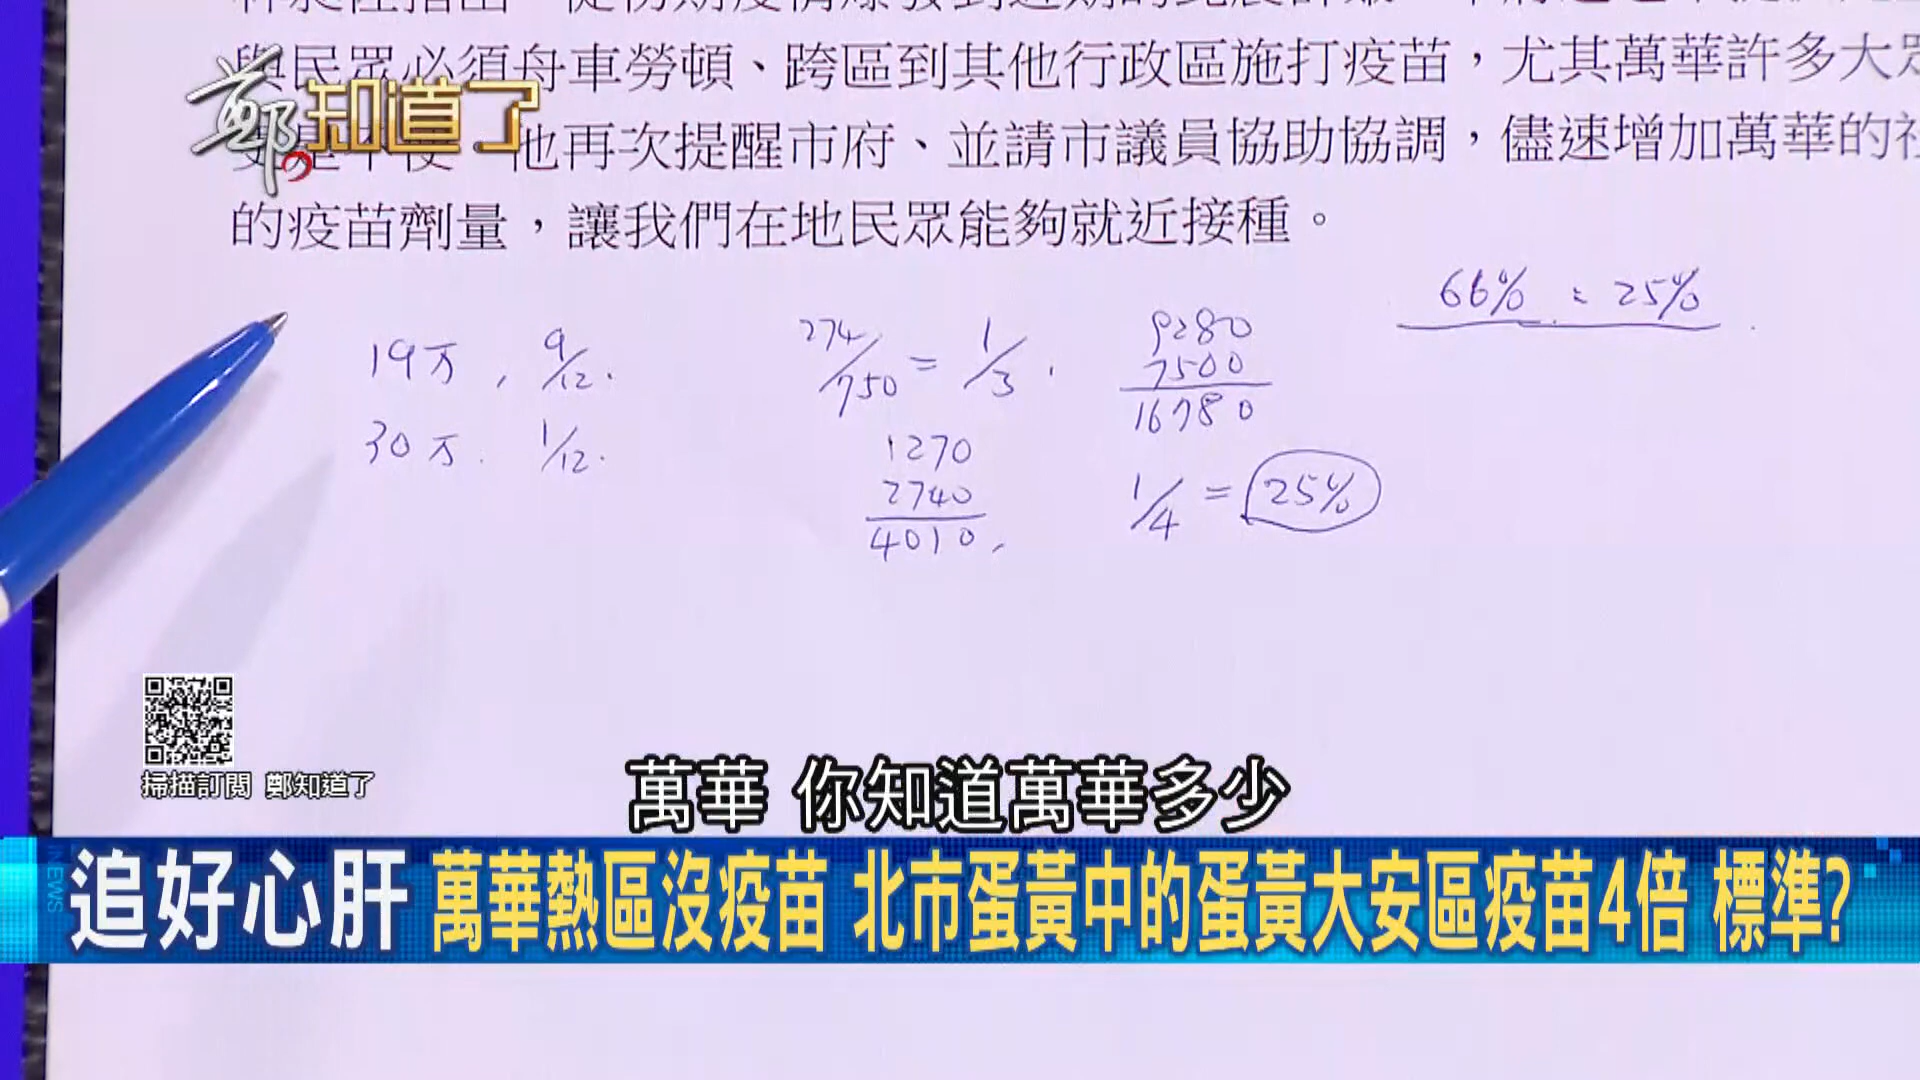 與民眾必須舟車勞頓、跨區到其他行政區施打疫苗，尤其萬華許多大眾
鄭知道了
他再次提醒市府、並請市議員協助協調，儘速增加萬華的社
的疫苗劑量，讓我們在地民眾能夠就近接種。
66% : 25%
19万, 9/12.
30万. 1/12.
274/750 = 1/3.
1270
2740
4010,
9280
7500
16780
1/4 = 25%
掃描訂閱 鄭知道了
萬華 你知道萬華多少
NEWS
追好心肝 萬華熱區沒疫苗 北市蛋黃中的蛋黃大安區疫苗4倍 標準?